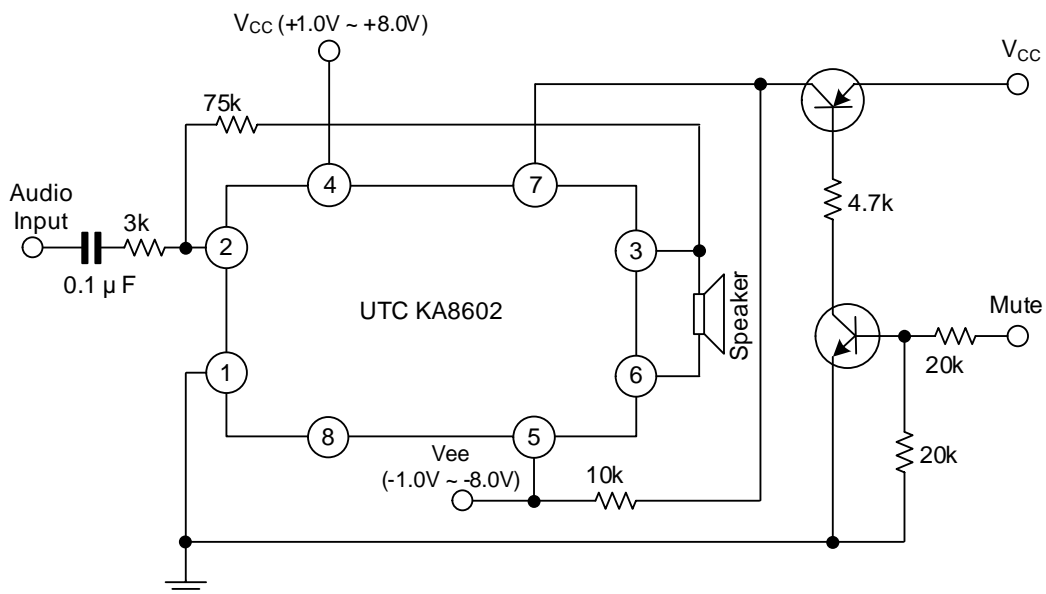 V_CC (+1.0V ~ +8.0V)
V_CC
75k
4
7
4.7k
Audio
Input
3k
2
3
0.1 μ F
UTC KA8602
Speaker
Mute
1
6
20k
8
5
Vee
(-1.0V ~ -8.0V)
10k
20k